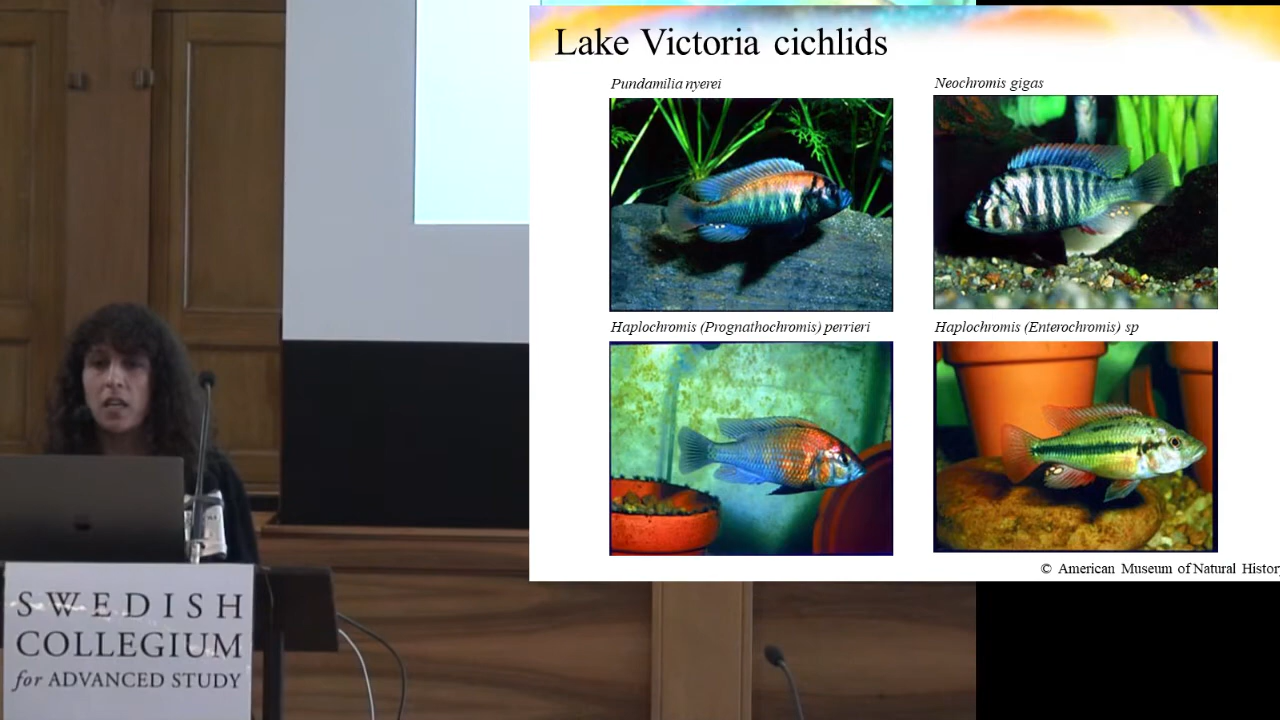 Lake Victoria cichlids
Pundamilia nyerei
Neochromis gigas
Haplochromis (Prognathochromis) perrieri
Haplochromis (Enterochromis) sp
© American Museum of Natural History
SWEDISH
COLLEGIUM
for ADVANCED STUDY